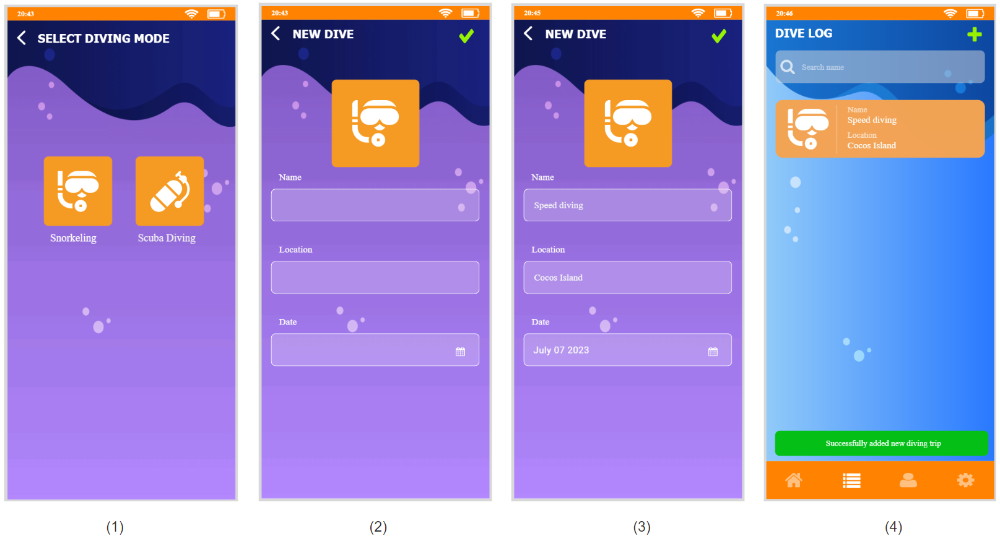 20:43
SELECT DIVING MODE
Snorkeling
Scuba Diving
(1)
20:43
NEW DIVE
Name
Location
Date
(2)
20:45
NEW DIVE
Name
Speed diving
Location
Cocos Island
Date
July 07 2023
(3)
20:46
DIVE LOG
Search name
Name
Speed diving
Location
Cocos Island
Successfully added new diving trip
(4)